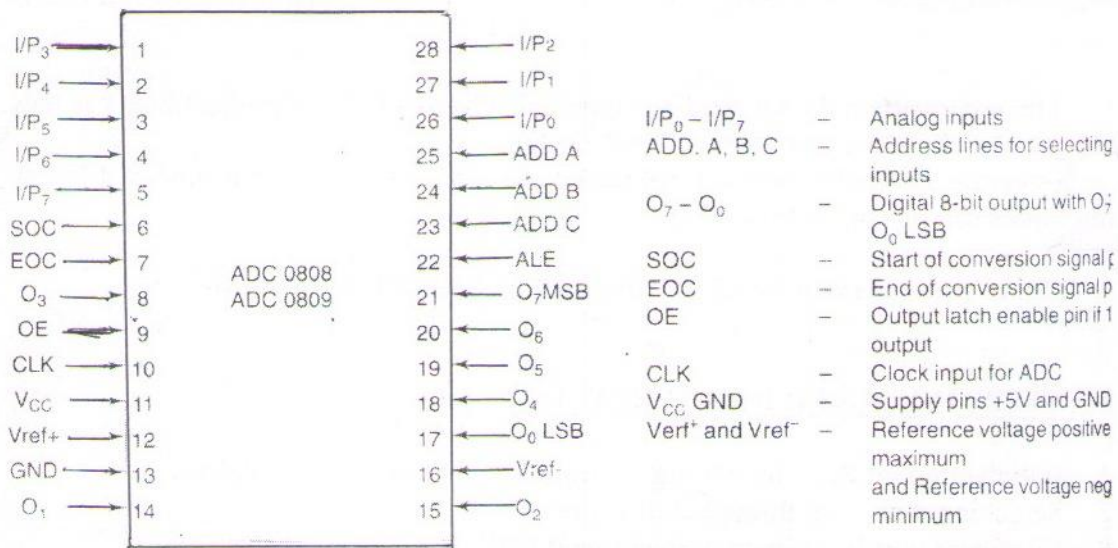 I/P₃ 1 28 I/P₂
I/P₄ 2 27 I/P₁
I/P₅ 3 26 I/P₀
I/P₆ 4 25 ADD A
I/P₇ 5 24 ADD B
SOC 6 23 ADD C
EOC 7 22 ALE
O₃ 8 21 O₇MSB
OE 9 20 O₆
CLK 10 19 O₅
V_CC 11 18 O₄
Vref+ 12 17 O₀ LSB
GND 13 16 Vref-
O₁ 14 15 O₂
ADC 0808
ADC 0809
I/P₀ – I/P₇ – Analog inputs
ADD. A, B, C – Address lines for selecting
inputs
O₇ – O₀ – Digital 8-bit output with O₇
O₀ LSB
SOC – Start of conversion signal p
EOC – End of conversion signal p
OE – Output latch enable pin if 1
output
CLK – Clock input for ADC
V_CC GND – Supply pins +5V and GND
Verf⁺ and Vref⁻ – Reference voltage positive
maximum
and Reference voltage neg
minimum